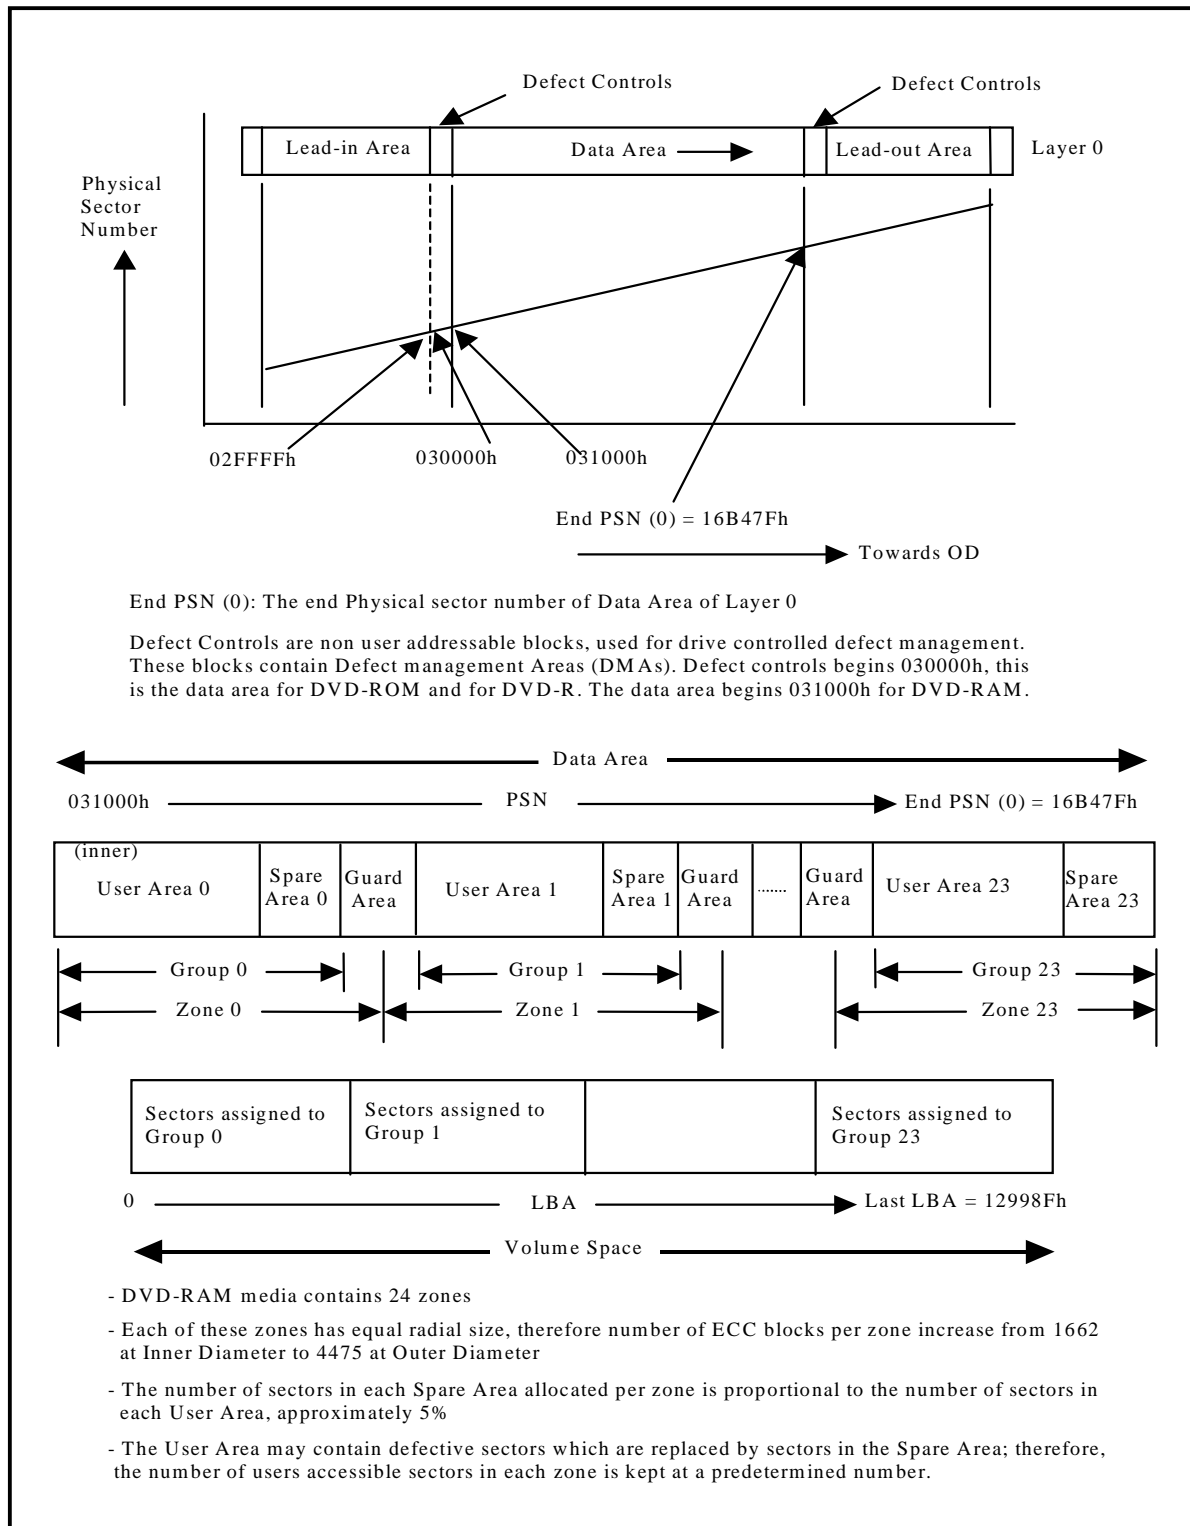 Defect Controls
Defect Controls
Lead-in Area
Data Area
Lead-out Area
Layer 0
Physical
Sector
Number
02FFFFh
030000h
031000h
End PSN (0) = 16B47Fh
Towards OD
End PSN (0): The end Physical sector number of Data Area of Layer 0
Defect Controls are non user addressable blocks, used for drive controlled defect management.
These blocks contain Defect management Areas (DMAs). Defect controls begins 030000h, this
is the data area for DVD-ROM and for DVD-R. The data area begins 031000h for DVD-RAM.
Data Area
031000h
PSN
End PSN (0) = 16B47Fh
(inner)
User Area 0
Spare
Area 0
Guard
Area
User Area 1
Spare
Area 1
Guard
Area
.......
Guard
Area
User Area 23
Spare
Area 23
Group 0
Group 1
Group 23
Zone 0
Zone 1
Zone 23
Sectors assigned to
Group 0
Sectors assigned to
Group 1
Sectors assigned to
Group 23
0
LBA
Last LBA = 12998Fh
Volume Space
- DVD-RAM media contains 24 zones
- Each of these zones has equal radial size, therefore number of ECC blocks per zone increase from 1662
at Inner Diameter to 4475 at Outer Diameter
- The number of sectors in each Spare Area allocated per zone is proportional to the number of sectors in
each User Area, approximately 5%
- The User Area may contain defective sectors which are replaced by sectors in the Spare Area; therefore,
the number of users accessible sectors in each zone is kept at a predetermined number.